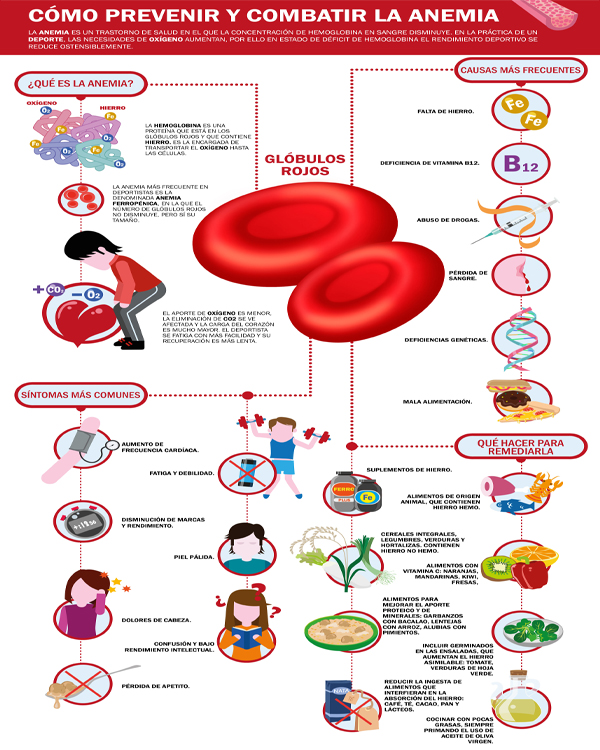 CÓMO PREVENIR Y COMBATIR LA ANEMIA
LA ANEMIA ES UN TRASTORNO DE SALUD EN EL QUE LA CONCENTRACIÓN DE HEMOGLOBINA EN SANGRE DISMINUYE. EN LA PRÁCTICA DE UN
DEPORTE, LAS NECESIDADES DE OXÍGENO AUMENTAN, POR ELLO EN ESTADO DE DÉFICIT DE HEMOGLOBINA EL RENDIMIENTO DEPORTIVO SE
REDUCE OSTENSIBLEMENTE.
¿QUÉ ES LA ANEMIA?
OXÍGENO
HIERRO
O2
Fe
Fe
O2
Fe
O2
LA HEMOGLOBINA ES UNA
PROTEÍNA QUE ESTÁ EN LOS
GLÓBULOS ROJOS Y QUE CONTIENE
HIERRO. ES LA ENCARGADA DE
TRANSPORTAR EL OXÍGENO HASTA
LAS CÉLULAS.
LA ANEMIA MÁS FRECUENTE EN
DEPORTISTAS ES LA
DENOMINADA ANEMIA
FERROPÉNICA, EN LA QUE EL
NÚMERO DE GLÓBULOS ROJOS
NO DISMINUYE, PERO SÍ SU
TAMAÑO.
+CO2
-O2
EL APORTE DE OXÍGENO ES MENOR,
LA ELIMINACIÓN DE CO2 SE VE
AFECTADA Y LA CARGA DEL CORAZÓN
ES MUCHO MAYOR. EL DEPORTISTA
SE FATIGA CON MÁS FACILIDAD Y SU
RECUPERACIÓN ES MÁS LENTA.
GLÓBULOS
ROJOS
CAUSAS MÁS FRECUENTES
FALTA DE HIERRO.
Fe
Fe
DEFICIENCIA DE VITAMINA B12.
B12
ABUSO DE DROGAS.
PÉRDIDA DE
SANGRE.
DEFICIENCIAS GENÉTICAS.
MALA ALIMENTACIÓN.
SÍNTOMAS MÁS COMUNES
AUMENTO DE
FRECUENCIA CARDÍACA.
FATIGA Y DEBILIDAD.
DISMINUCIÓN DE MARCAS
Y RENDIMIENTO.
PIEL PÁLIDA.
DOLORES DE CABEZA.
? ? ?
CONFUSIÓN Y BAJO
RENDIMIENTO INTELECTUAL.
PÉRDIDA DE APETITO.
QUÉ HACER PARA
REMEDIARLA
SUPLEMENTOS DE HIERRO.
FERRO
PLUS
Fe
ALIMENTOS DE ORIGEN
ANIMAL, QUE CONTIENEN
HIERRO HEMO.
CEREALES INTEGRALES,
LEGUMBRES, VERDURAS Y
HORTALIZAS. CONTIENEN
HIERRO NO HEMO.
ALIMENTOS CON
VITAMINA C: NARANJAS,
MANDARINAS, KIWI,
FRESAS,
ALIMENTOS PARA
MEJORAR EL APORTE
PROTEICO Y DE
MINERALES: GARBANZOS
CON BACALAO, LENTEJAS
CON ARROZ, ALUBIAS CON
PIMIENTOS.
INCLUIR GERMINADOS
EN LAS ENSALADAS, QUE
AUMENTAN EL HIERRO
ASIMILABLE: TOMATE,
VERDURAS DE HOJA
VERDE.
REDUCIR LA INGESTA DE
ALIMENTOS QUE
INTERFIERAN EN LA
ABSORCIÓN DEL HIERRO:
CAFÉ, TÉ, CACAO, PAN Y
LÁCTEOS.
NATA
COCINAR CON POCAS
GRASAS, SIEMPRE
PRIMANDO EL USO DE
ACEITE DE OLIVA
VIRGEN.